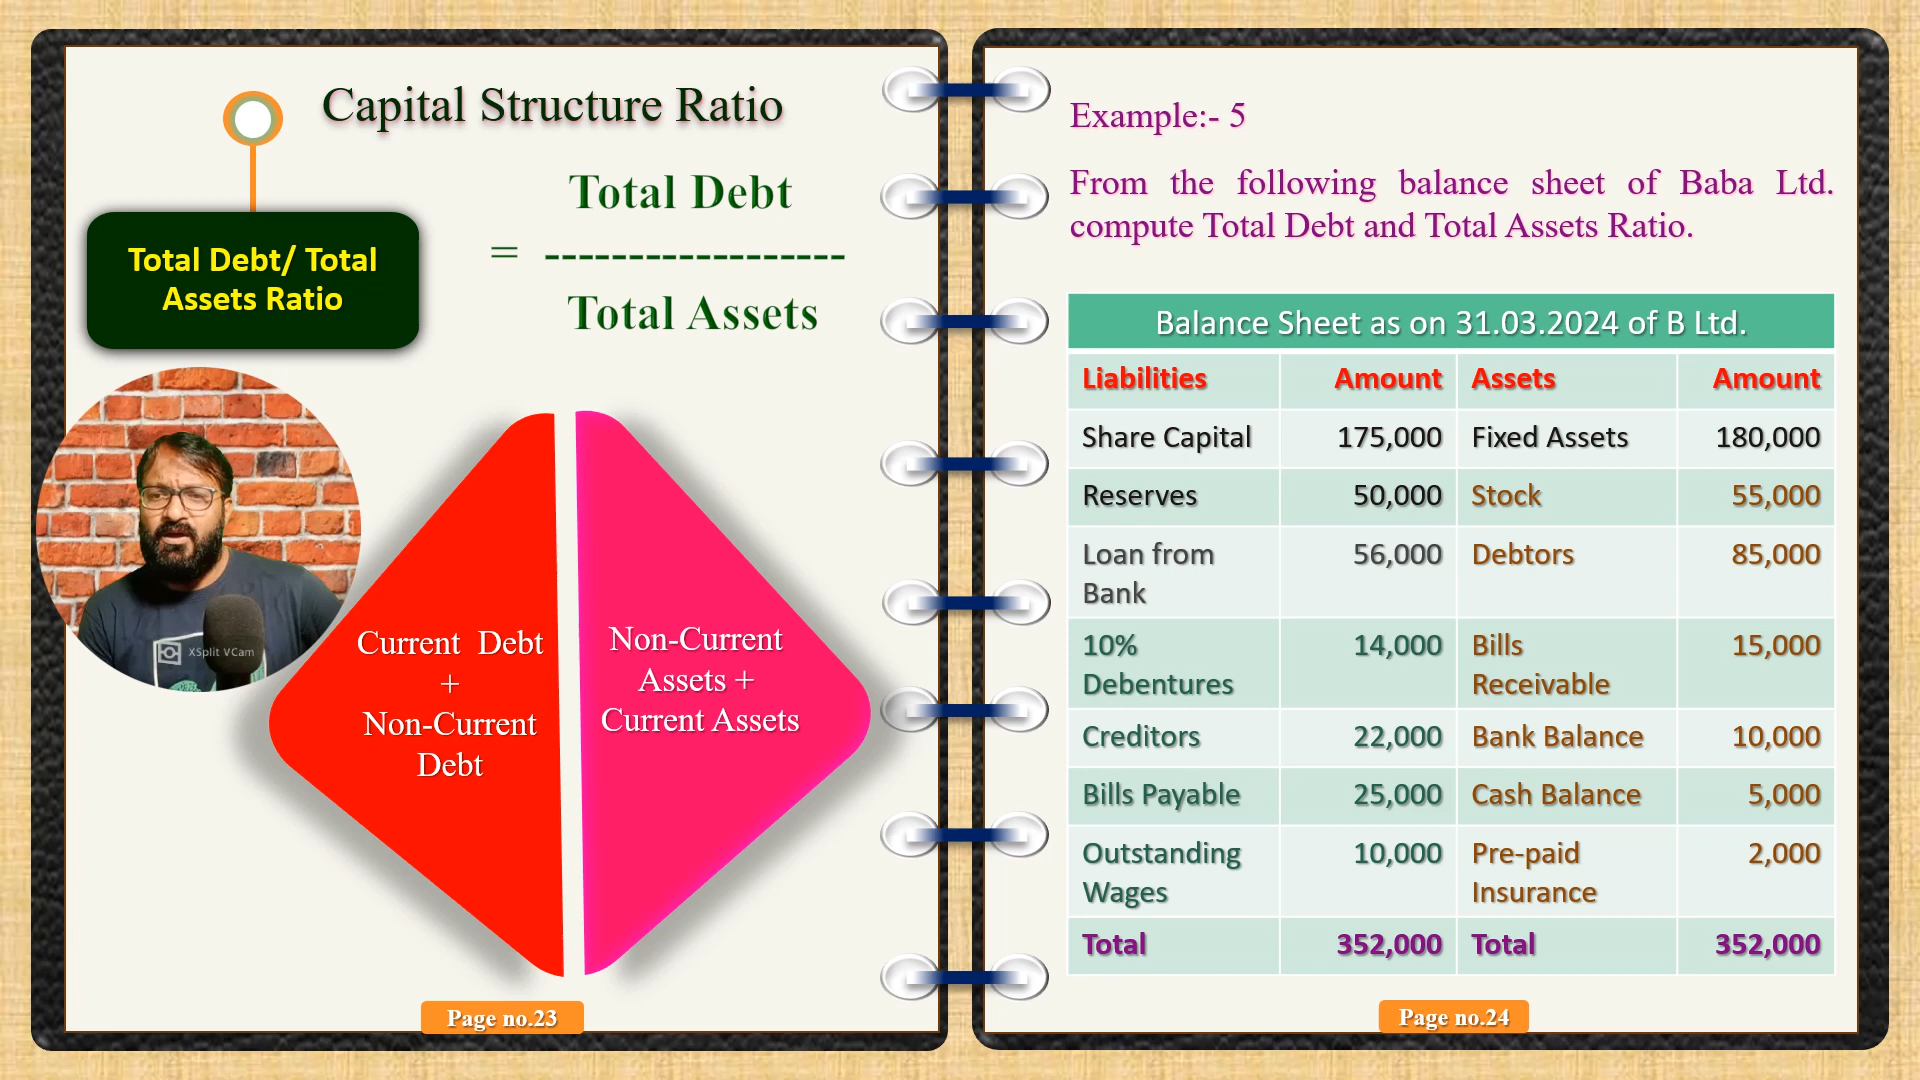 Capital Structure Ratio
Total Debt/ Total
Assets Ratio
Total Debt
= ------------------
Total Assets
XSplit VCam
Current Debt
+
Non-Current
Debt
Non-Current
Assets +
Current Assets
Page no.23
Example:- 5
From the following balance sheet of Baba Ltd.
compute Total Debt and Total Assets Ratio.
Balance Sheet as on 31.03.2024 of B Ltd.
Liabilities Amount Assets Amount
Share Capital 175,000 Fixed Assets 180,000
Reserves 50,000 Stock 55,000
Loan from 56,000 Debtors 85,000
Bank
10% 14,000 Bills 15,000
Debentures Receivable
Creditors 22,000 Bank Balance 10,000
Bills Payable 25,000 Cash Balance 5,000
Outstanding 10,000 Pre-paid 2,000
Wages Insurance
Total 352,000 Total 352,000
Page no.24